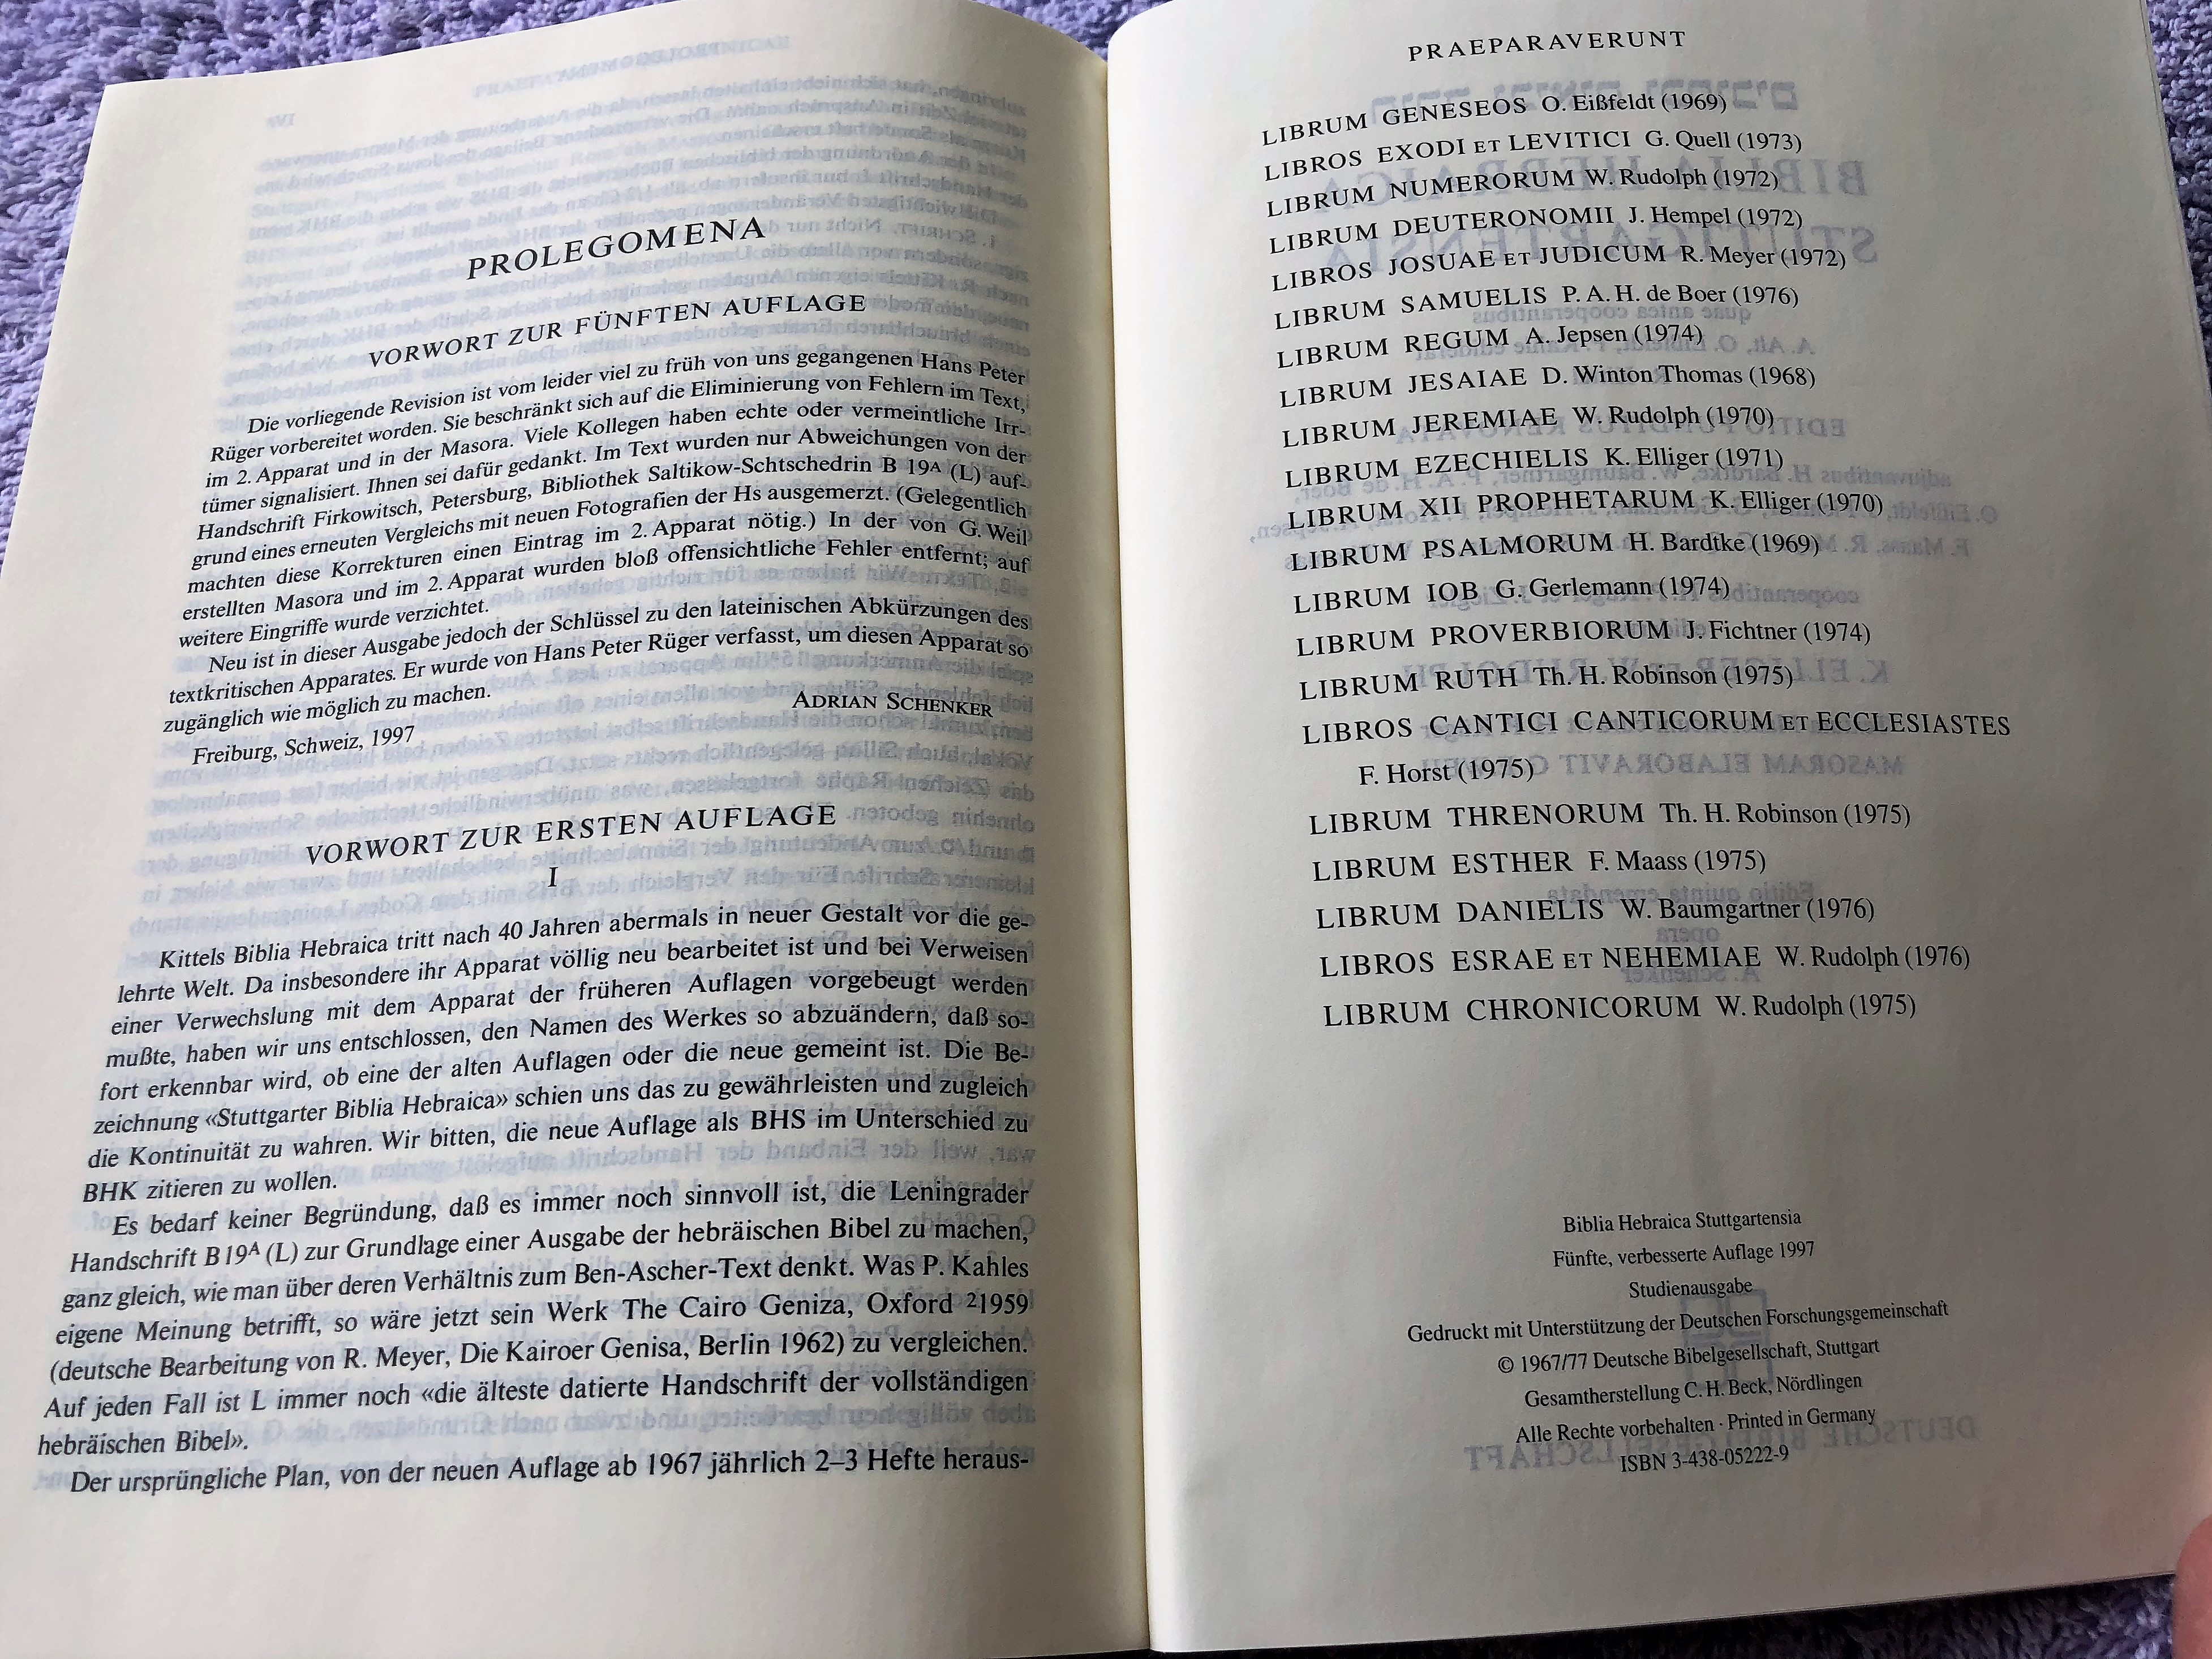 PROLEGOMENA
VORWORT ZUR FÜNFTEN AUFLAGE
Die vorliegende Revision ist vom leider viel zu früh von uns gegangenen Hans Peter
Rüger vorbereitet worden. Sie beschränkt sich auf die Eliminierung von Fehlern im Text,
im 2. Apparat und in der Masora. Viele Kollegen haben echte oder vermeintliche Irr-
tümer signalisiert. Ihnen sei dafür gedankt. Im Text wurden nur Abweichungen von der
Handschrift Firkowitsch, Petersburg, Bibliothek Saltikow-Schtschedrin B 19ᴬ (L) auf-
grund eines erneuten Vergleichs mit neuen Fotografien der Hs ausgemerzt. (Gelegentlich
machten diese Korrekturen einen Eintrag im 2. Apparat nötig.) In der von G. Weil
erstellten Masora und im 2. Apparat wurden bloß offensichtliche Fehler entfernt; auf
weitere Eingriffe wurde verzichtet.
Neu ist in dieser Ausgabe jedoch der Schlüssel zu den lateinischen Abkürzungen des
textkritischen Apparates. Er wurde von Hans Peter Rüger verfasst, um diesen Apparat so
zugänglich wie möglich zu machen.
ADRIAN SCHENKER
Freiburg, Schweiz, 1997
VORWORT ZUR ERSTEN AUFLAGE
I
Kittels Biblia Hebraica tritt nach 40 Jahren abermals in neuer Gestalt vor die ge-
lehrte Welt. Da insbesondere ihr Apparat völlig neu bearbeitet ist und bei Verweisen
einer Verwechslung mit dem Apparat der früheren Auflagen vorgebeugt werden
mußte, haben wir uns entschlossen, den Namen des Werkes so abzuändern, daß so-
fort erkennbar wird, ob eine der alten Auflagen oder die neue gemeint ist. Die Be-
zeichnung «Stuttgarter Biblia Hebraica» schien uns das zu gewährleisten und zugleich
die Kontinuität zu wahren. Wir bitten, die neue Auflage als BHS im Unterschied zu
BHK zitieren zu wollen.
Es bedarf keiner Begründung, daß es immer noch sinnvoll ist, die Leningrader
Handschrift B19ᴬ (L) zur Grundlage einer Ausgabe der hebräischen Bibel zu machen,
ganz gleich, wie man über deren Verhältnis zum Ben-Ascher-Text denkt. Was P. Kahles
eigene Meinung betrifft, so wäre jetzt sein Werk The Cairo Geniza, Oxford ²1959
(deutsche Bearbeitung von R. Meyer, Die Kairoer Genisa, Berlin 1962) zu vergleichen.
Auf jeden Fall ist L immer noch «die älteste datierte Handschrift der vollständigen
hebräischen Bibel».
Der ursprüngliche Plan, von der neuen Auflage ab 1967 jährlich 2–3 Hefte heraus-
PRAEPARAVERUNT
LIBRUM GENESEOS O. Eißfeldt (1969)
LIBROS EXODI ET LEVITICI G. Quell (1973)
LIBRUM NUMERORUM W. Rudolph (1972)
LIBRUM DEUTERONOMII J. Hempel (1972)
LIBROS JOSUAE ET JUDICUM R. Meyer (1972)
LIBRUM SAMUELIS P. A. H. de Boer (1976)
LIBRUM REGUM A. Jepsen (1974)
LIBRUM JESAIAE D. Winton Thomas (1968)
LIBRUM JEREMIAE W. Rudolph (1970)
LIBRUM EZECHIELIS K. Elliger (1971)
LIBRUM XII PROPHETARUM K. Elliger (1970)
LIBRUM PSALMORUM H. Bardtke (1969)
LIBRUM IOB G. Gerlemann (1974)
LIBRUM PROVERBIORUM J. Fichtner (1974)
LIBRUM RUTH Th. H. Robinson (1975)
LIBROS CANTICI CANTICORUM ET ECCLESIASTES
F. Horst (1975)
LIBRUM THRENORUM Th. H. Robinson (1975)
LIBRUM ESTHER F. Maass (1975)
LIBRUM DANIELIS W. Baumgartner (1976)
LIBROS ESRAE ET NEHEMIAE W. Rudolph (1976)
LIBRUM CHRONICORUM W. Rudolph (1975)
Biblia Hebraica Stuttgartensia
Fünfte, verbesserte Auflage 1997
Studienausgabe
Gedruckt mit Unterstützung der Deutschen Forschungsgemeinschaft
© 1967/77 Deutsche Bibelgesellschaft, Stuttgart
Gesamtherstellung C. H. Beck, Nördlingen
Alle Rechte vorbehalten · Printed in Germany
ISBN 3-438-05222-9